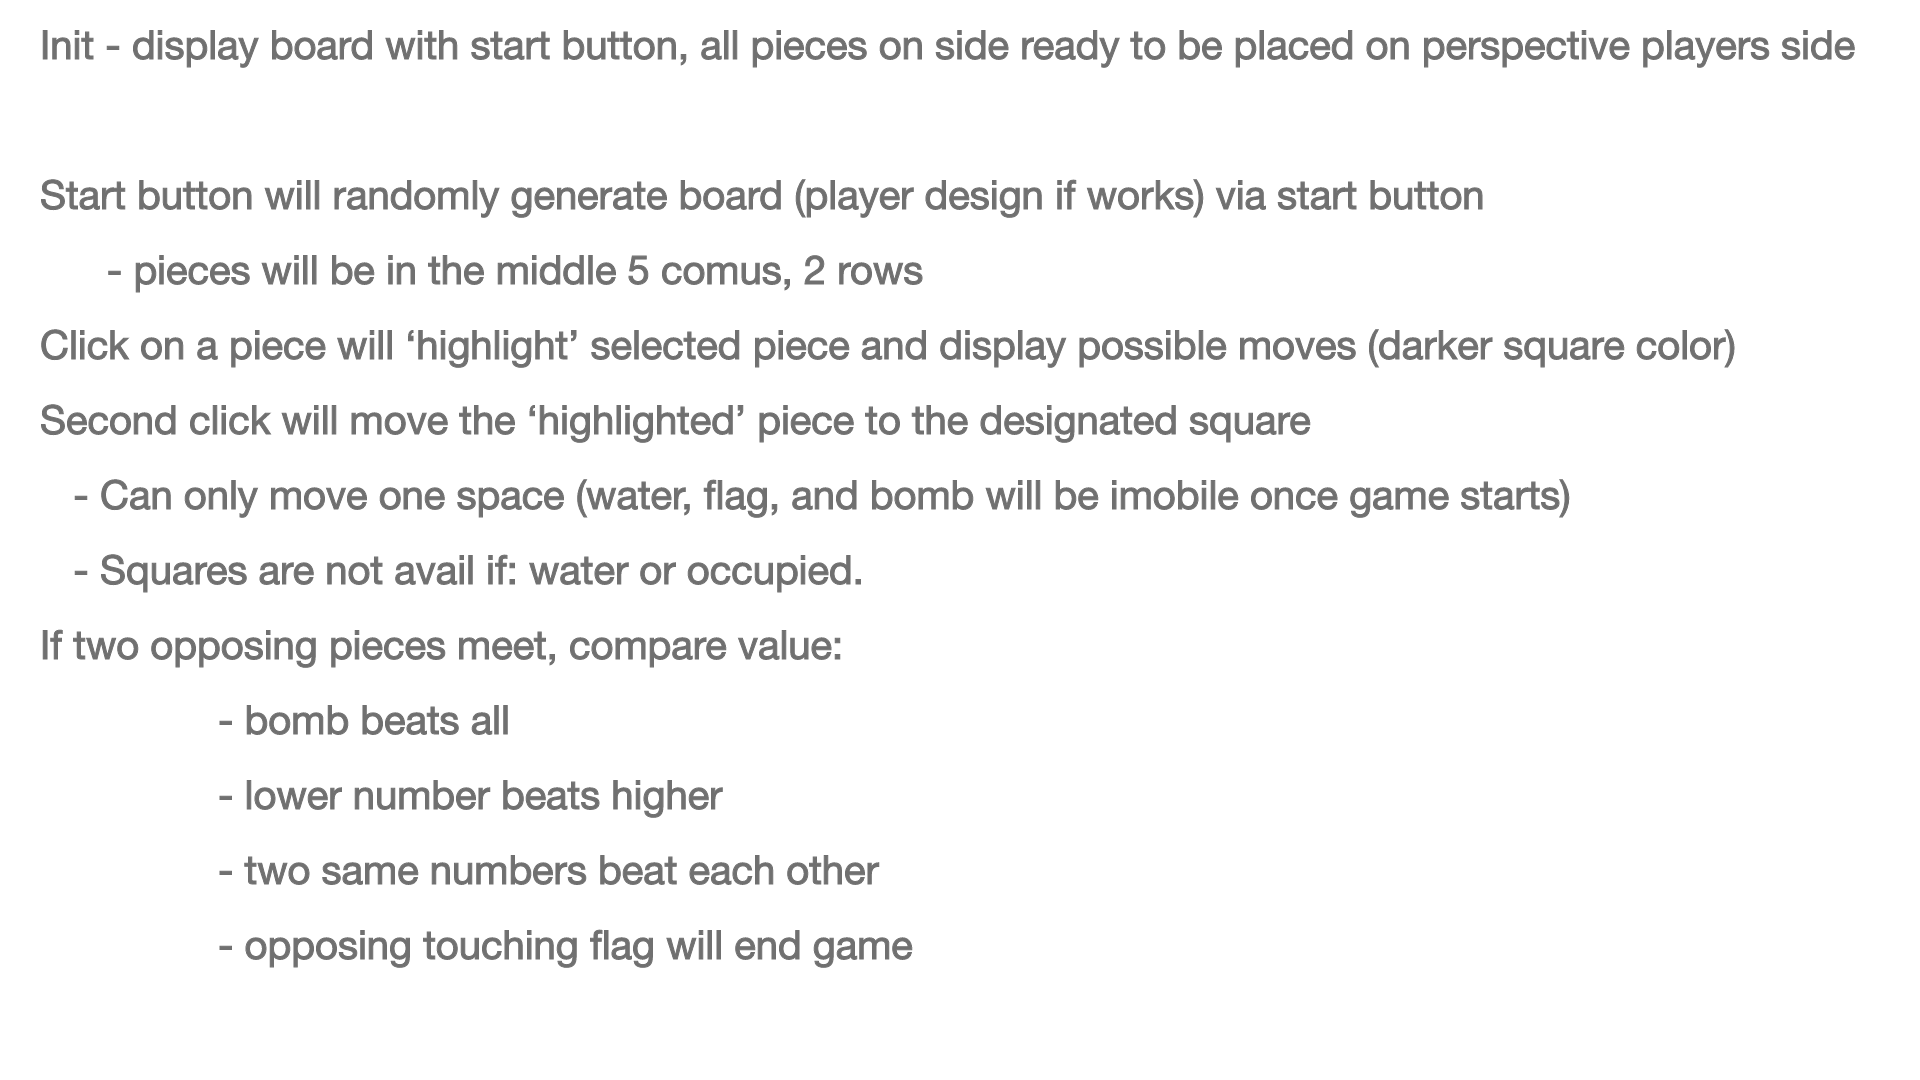 Init - display board with start button, all pieces on side ready to be placed on perspective players side
Start button will randomly generate board (player design if works) via start button
- pieces will be in the middle 5 comus, 2 rows
Click on a piece will ‘highlight’ selected piece and display possible moves (darker square color)
Second click will move the ‘highlighted’ piece to the designated square
- Can only move one space (water, flag, and bomb will be imobile once game starts)
- Squares are not avail if: water or occupied.
If two opposing pieces meet, compare value:
- bomb beats all
- lower number beats higher
- two same numbers beat each other
- opposing touching flag will end game